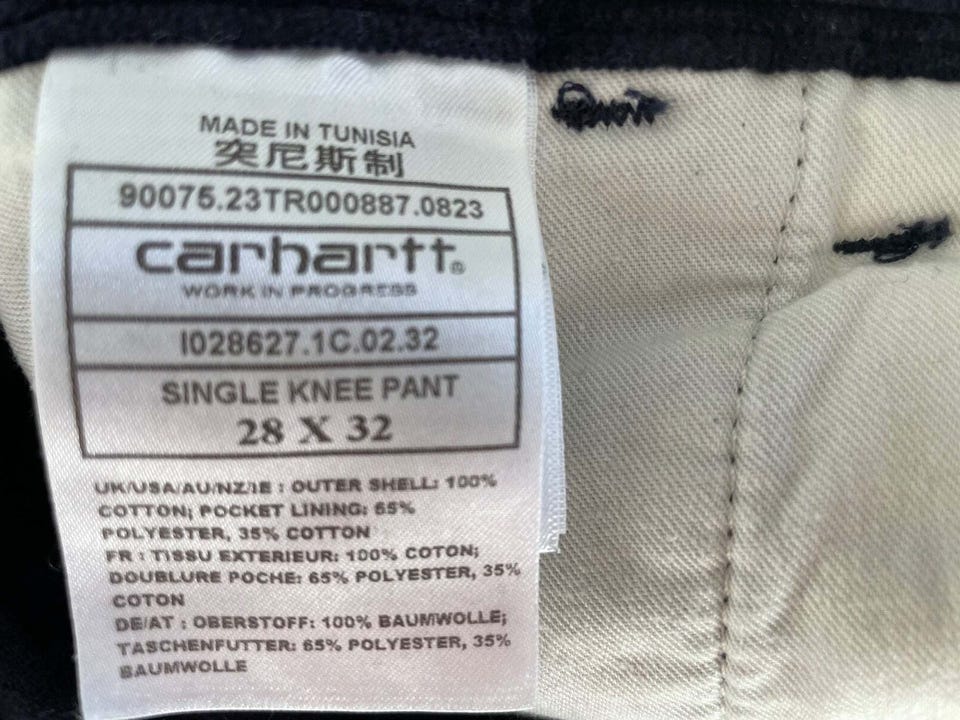 MADE IN TUNISIA
突尼斯制
90075.23TR000887.0823
carhartt®
WORK IN PROGRESS
I028627.1C.02.32
SINGLE KNEE PANT
28 X 32
UK/USA/AU/NZ/IE : OUTER SHELL: 100%
COTTON; POCKET LINING: 65%
POLYESTER, 35% COTTON
FR : TISSU EXTERIEUR: 100% COTON;
DOUBLURE POCHE: 65% POLYESTER, 35%
COTON
DE/AT : OBERSTOFF: 100% BAUMWOLLE;
TASCHENFUTTER: 65% POLYESTER, 35%
BAUMWOLLE